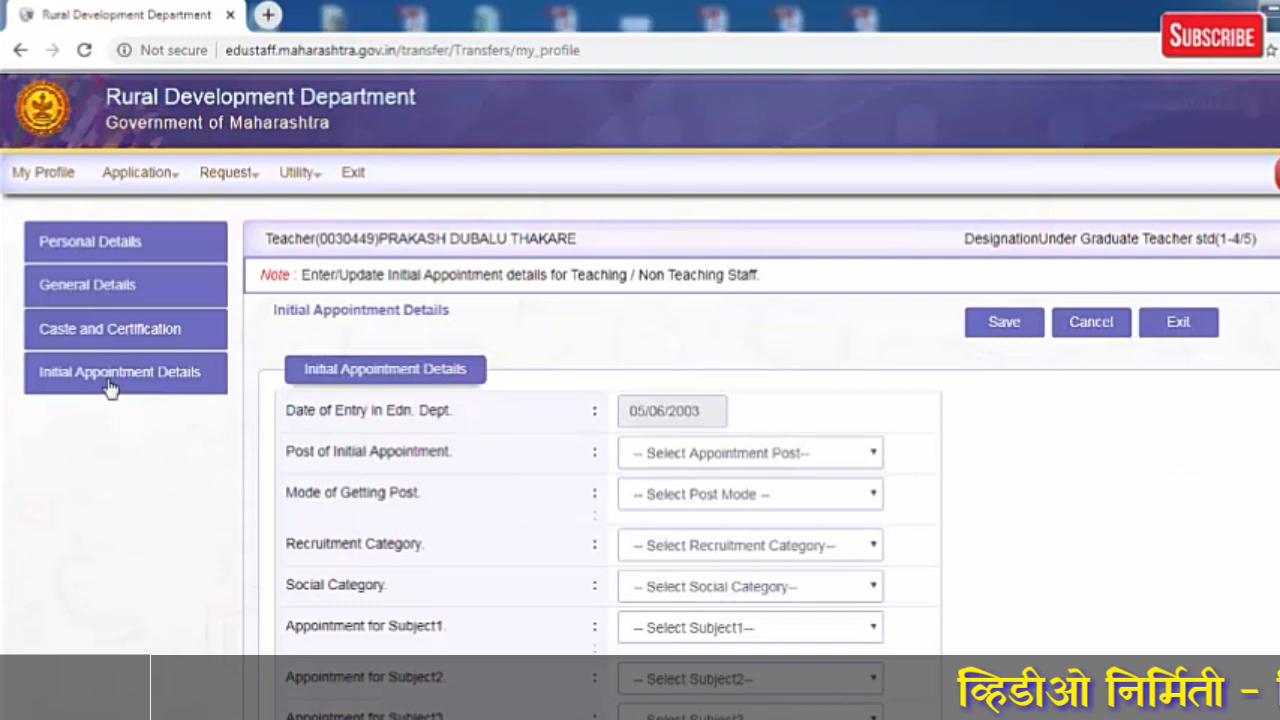 Rural Development Department
SUBSCRIBE
Not secure | edustaff.maharashtra.gov.in/transfer/Transfers/my_profile
Rural Development Department
Government of Maharashtra
My Profile Application Request Utility Exit
Personal Details
General Details
Caste and Certification
Initial Appointment Details
Teacher(0030449)PRAKASH DUBALU THAKARE DesignationUnder Graduate Teacher std(1-4/5)
Note : Enter/Update Initial Appointment details for Teaching / Non Teaching Staff.
Initial Appointment Details Save Cancel Exit
Initial Appointment Details
Date of Entry in Edn. Dept. : 05/06/2003
Post of Initial Appointment. : -- Select Appointment Post--
Mode of Getting Post. : -- Select Post Mode --
:
Recruitment Category. : -- Select Recruitment Category--
Social Category. : -- Select Social Category--
Appointment for Subject1. : -- Select Subject1--
:
Appointment for Subject2. : -- Select Subject2--
Appointment for Subject3. : -- Select Subject3--
व्हिडीओ निर्मिती -